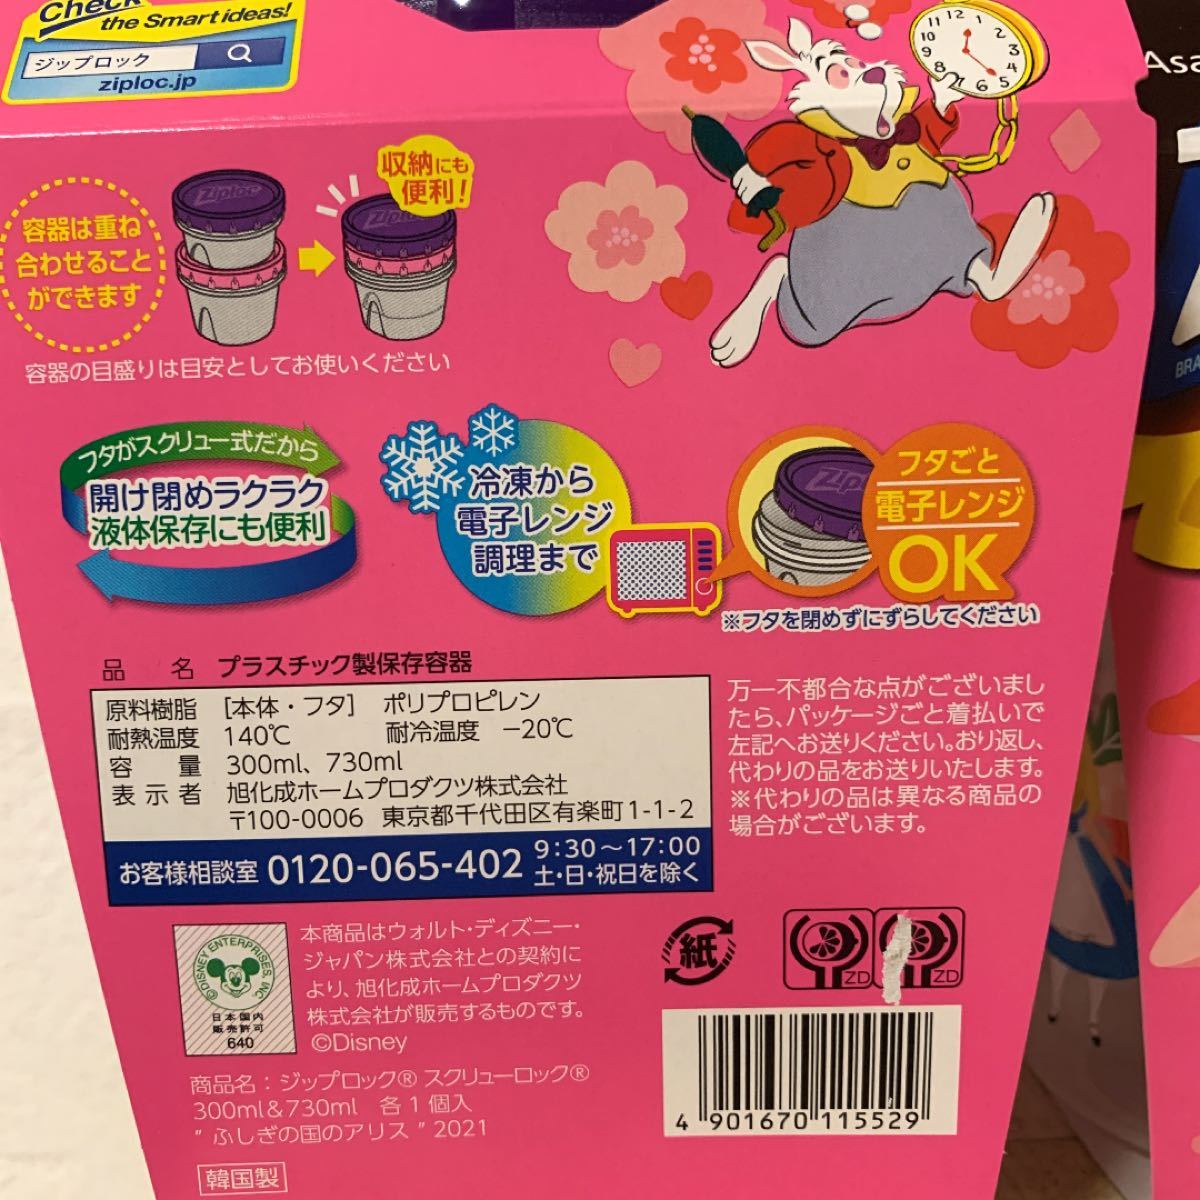 Check
the Smart ideas!
ジップロック
ziploc.jp
12 1 2 3 4 5 6 7 8 9 10 11
Asa
容器は重ね
合わせること
ができます
Ziploc
収納にも
便利!
容器の目盛りは目安としてお使いください
BRA
フタがスクリュー式だから
開け閉めラクラク
液体保存にも便利
冷凍から
電子レンジ
調理まで
フタごと
電子レンジ
OK
※フタを閉めずにずらしてください
品名 プラスチック製保存容器
原料樹脂 [本体・フタ] ポリプロピレン
耐熱温度 140℃ 耐冷温度 −20℃
容量 300ml、730ml
表示者 旭化成ホームプロダクツ株式会社
〒100-0006 東京都千代田区有楽町1-1-2
お客様相談室 0120-065-402 9:30〜17:00
土・日・祝日を除く
万一不都合な点がございまし
たら、パッケージごと着払いで
左記へお送りください。おり返し、
代わりの品をお送りいたします。
※代わりの品は異なる商品の
場合がございます。
©DISNEY ENTERPRISES, INC.
日本国内
販売許可
640
本商品はウォルト・ディズニー・
ジャパン株式会社との契約に
より、旭化成ホームプロダクツ
株式会社が販売するものです。
©Disney
紙
ZD
ZD
商品名：ジップロック® スクリューロック®
300ml&730ml 各1個入
"ふしぎの国のアリス" 2021
韓国製
4 901670 115529